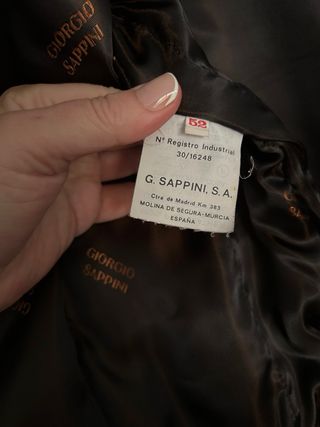 GIORGIO
SAPPINI
52
Nº Registro Industrial
30/16248
G. SAPPINI, S. A.
Ctra de Madrid Km 383
MOLINA DE SEGURA-MURCIA
ESPAÑA
GIORGIO
SAPPINI